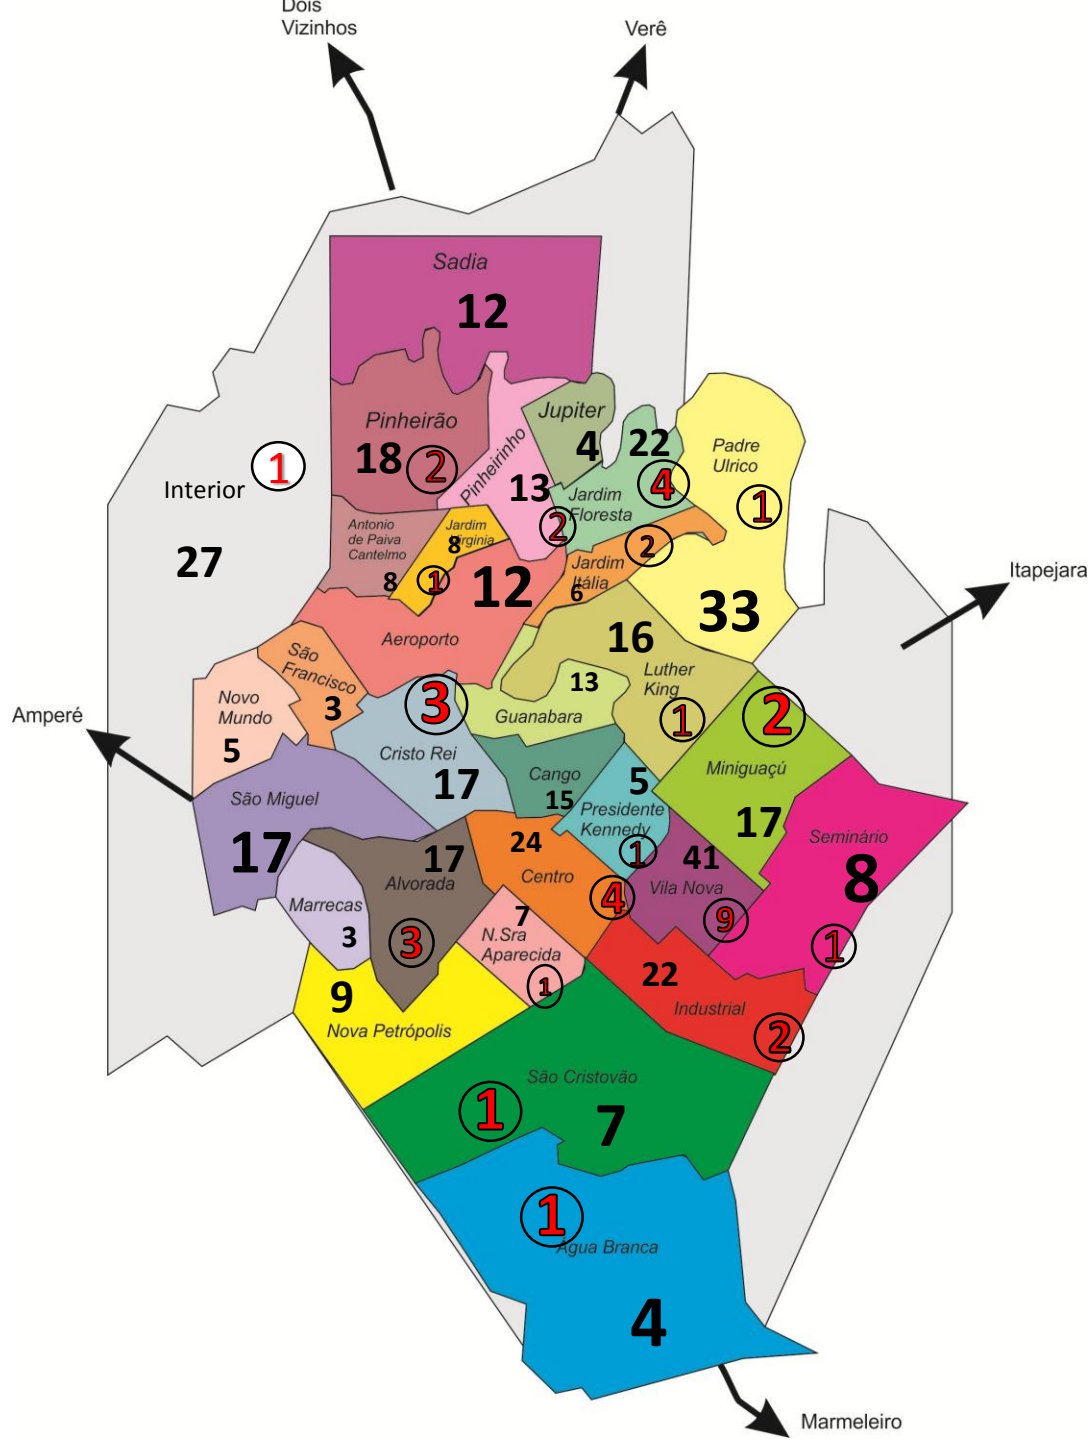 Dois
Vizinhos
Verê
Sadia
12
Pinheirão
18
2
Pinheirinho
13
2
Jupiter
4
22
4
Jardim
Floresta
Padre
Ulrico
1
33
Interior
1
27
Antonio
de Paiva
Cantelmo
8
Jardim
Virginia
8
1
12
Aeroporto
Jardim
Itália
2
6
Itapejara
16
Luther
King
1
13
Guanabara
São
Francisco
3
Novo
Mundo
5
Amperé
3
Cristo Rei
17
2
Miniguaçú
17
Cango
15
5
Presidente
Kennedy
1
São Miguel
17
Seminário
8
1
17
Alvorada
3
24
Centro
4
41
Vila Nova
9
Marrecas
3
7
N.Sra
Aparecida
1
22
Industrial
2
9
Nova Petrópolis
São Cristovão
1
7
1
Água Branca
4
Marmeleiro